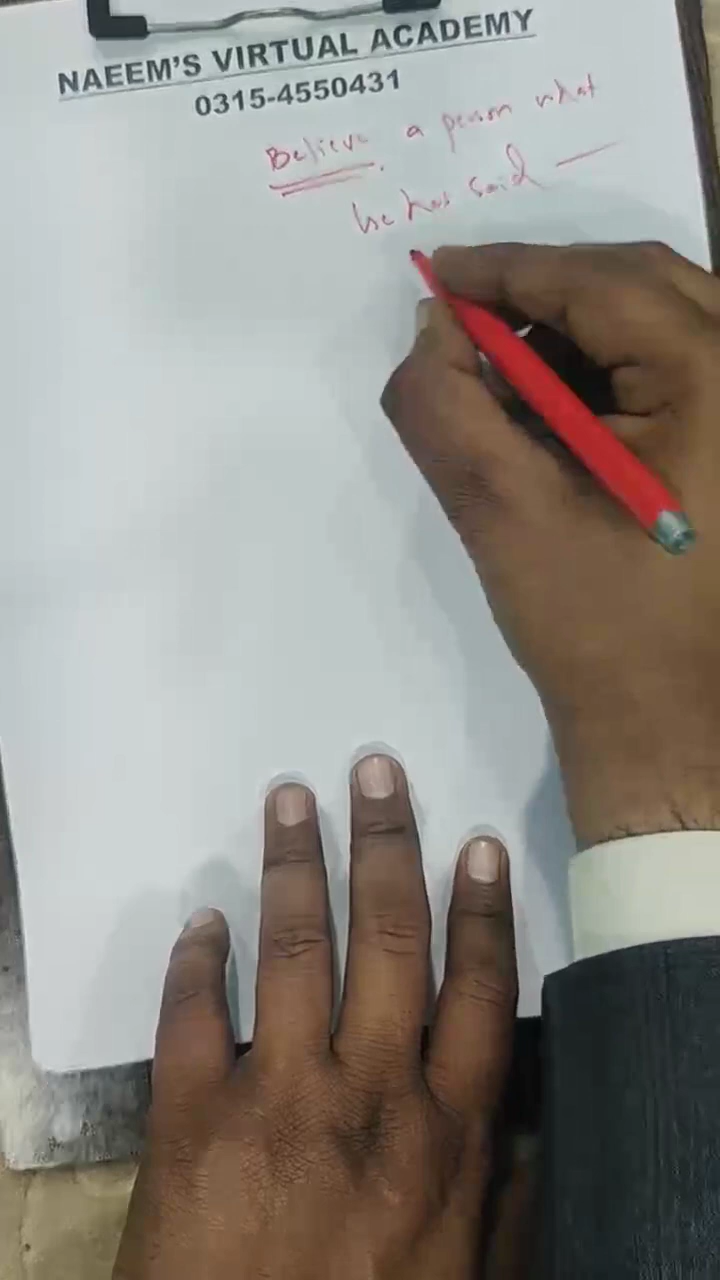 NAEEM'S VIRTUAL ACADEMY
0315-4550431
Believe a person what
he has said —